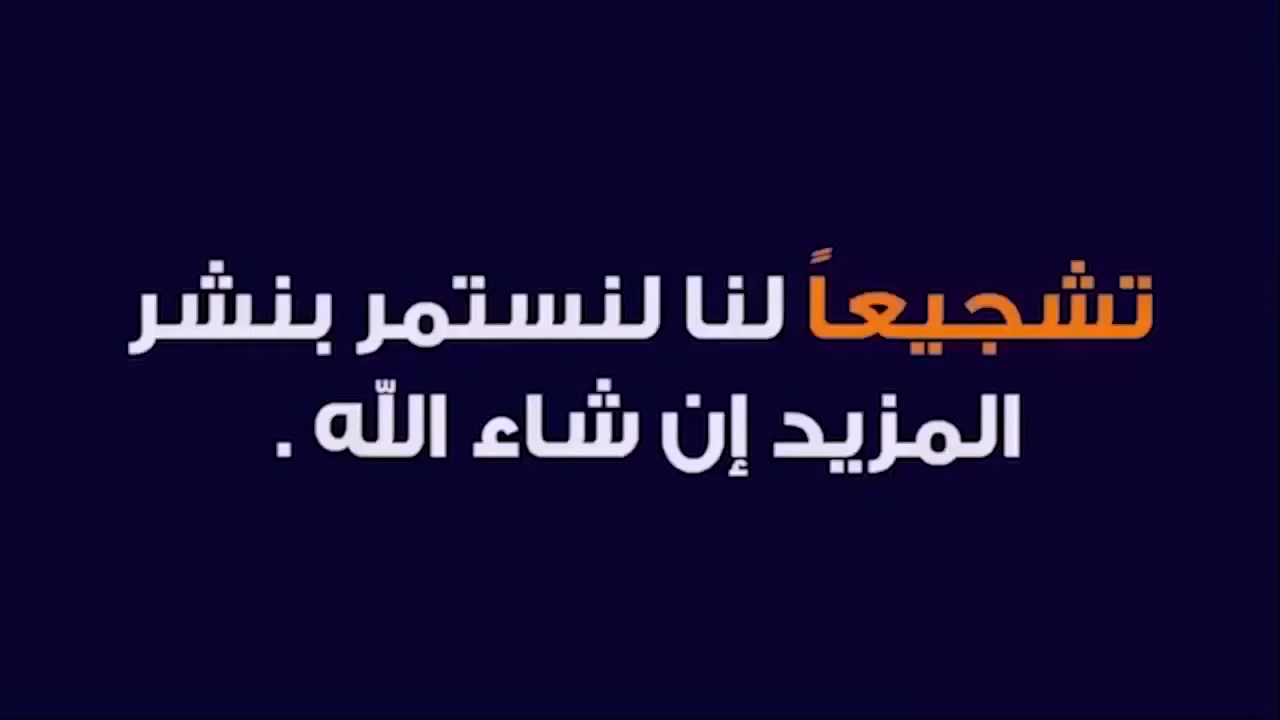 تشجيعاً لنا لنستمر بنشر
المزيد إن شاء اللّه .